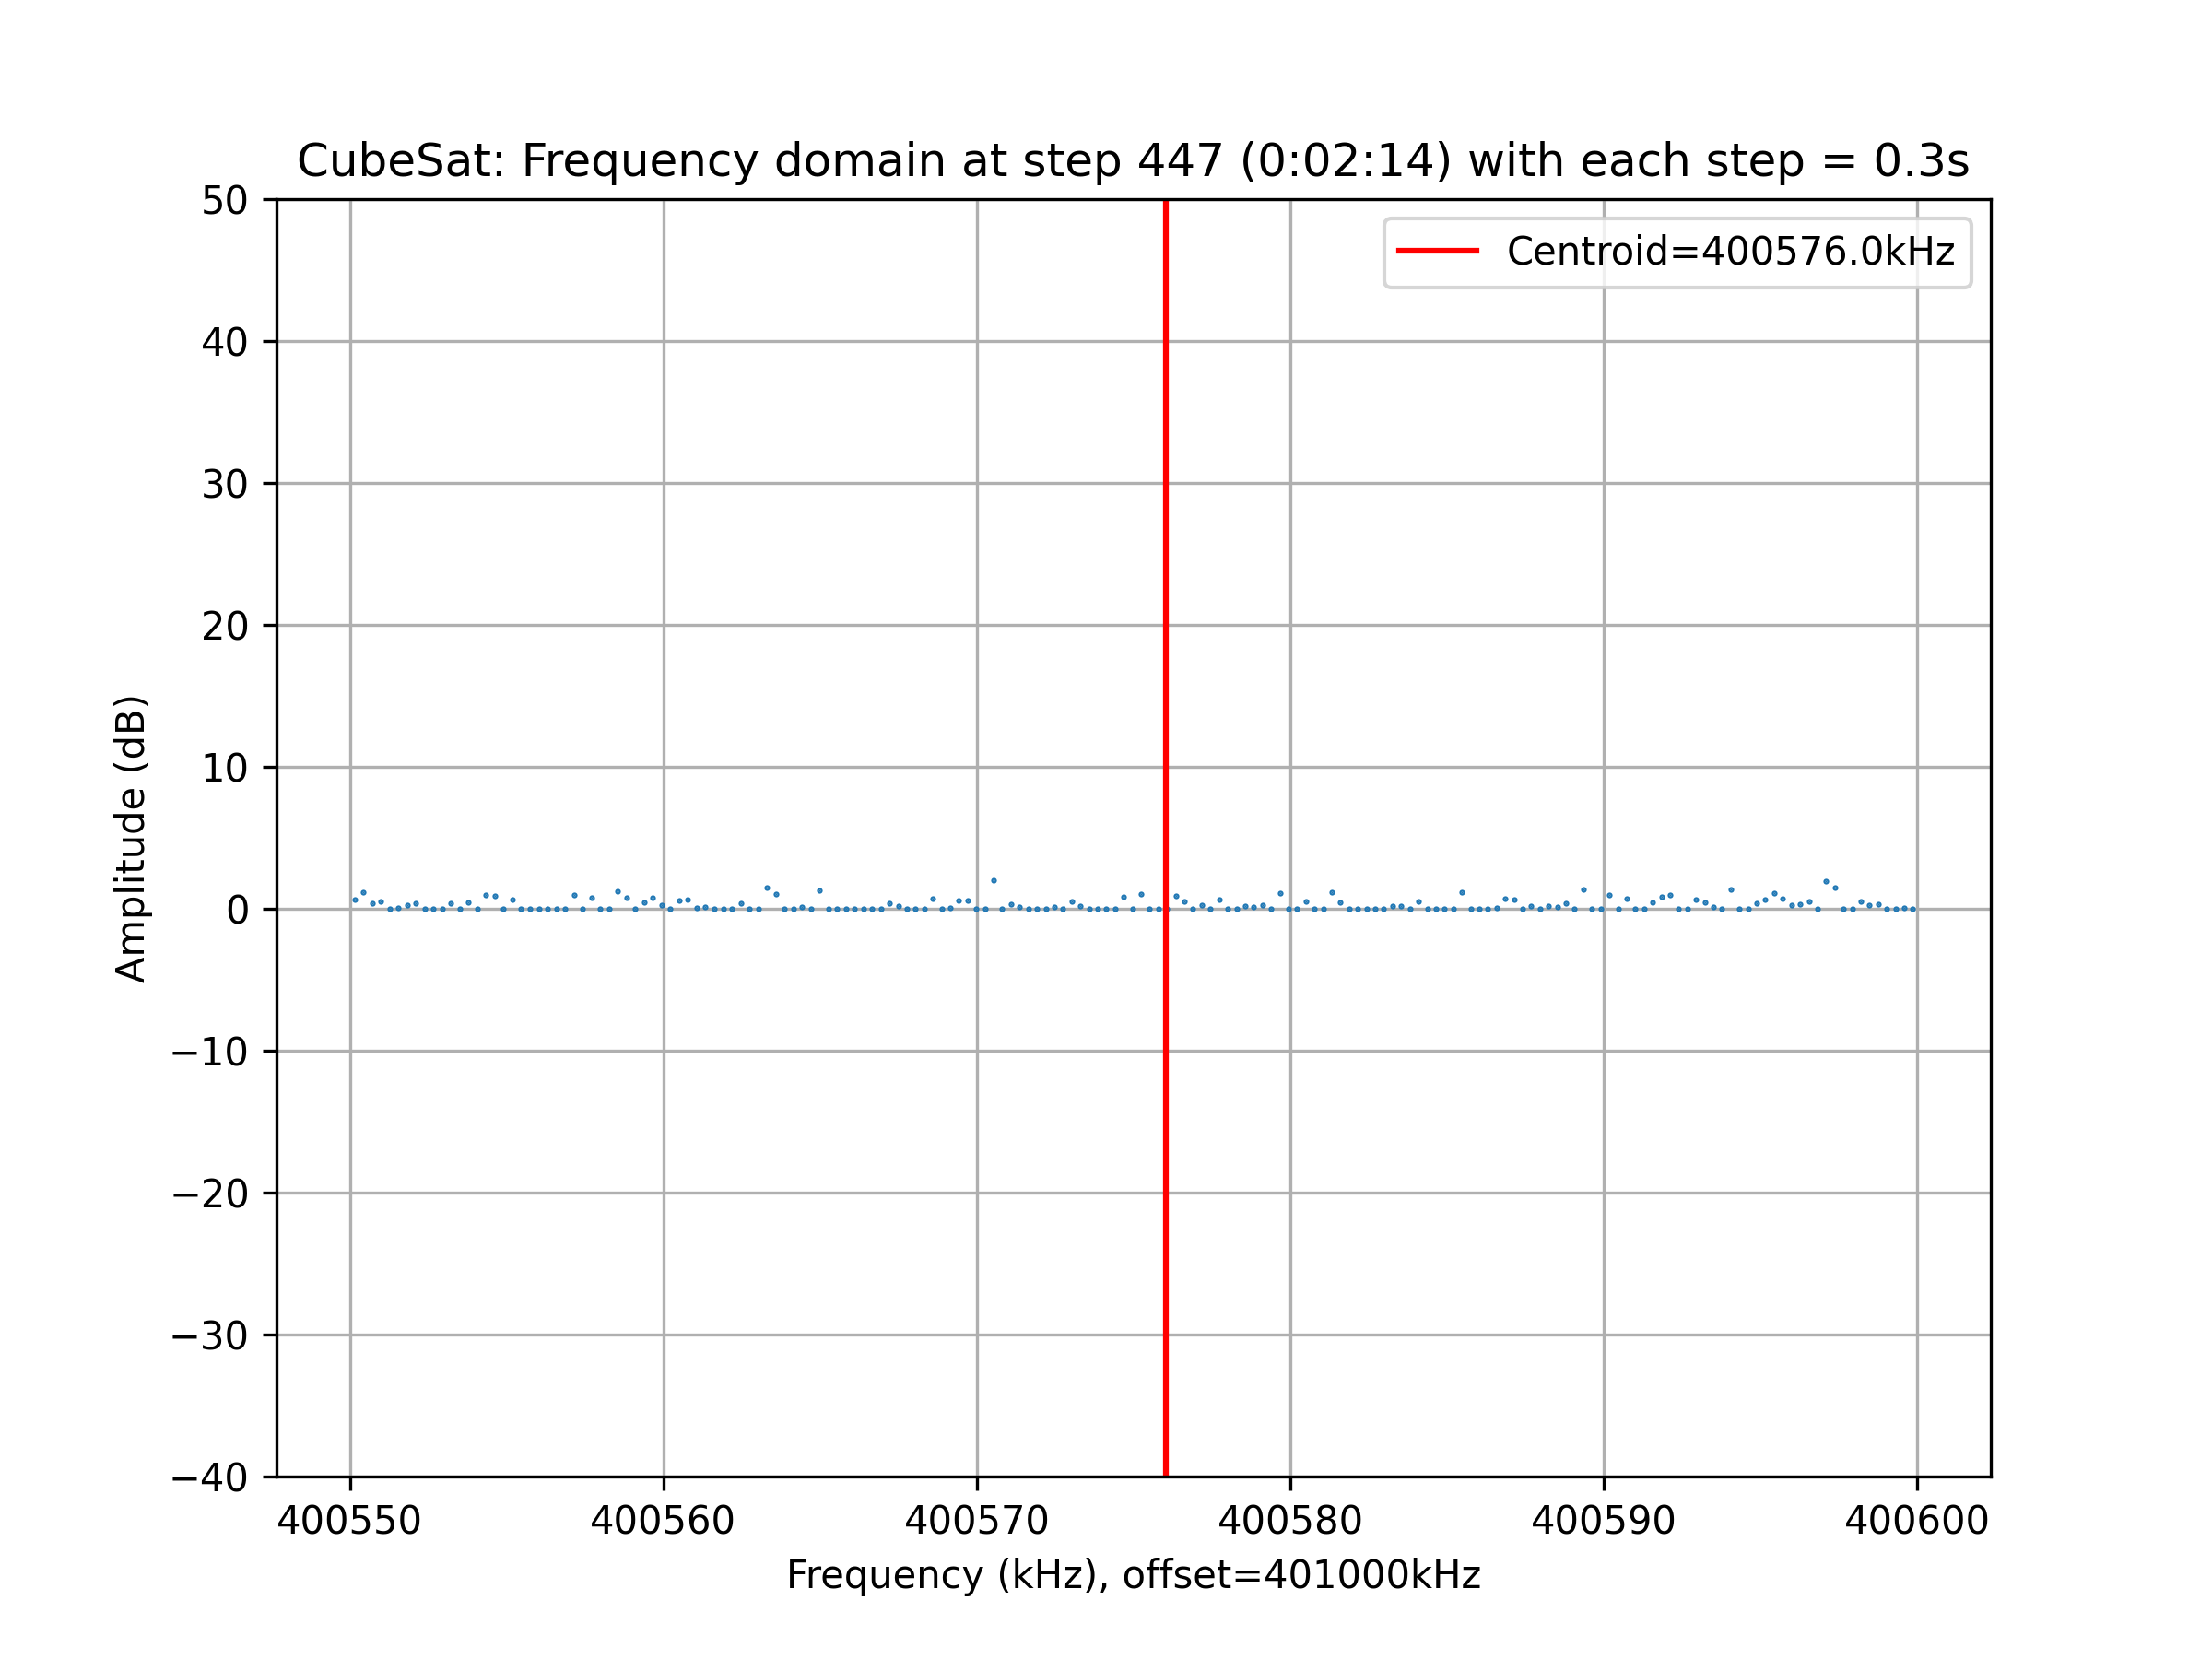 CubeSat: Frequency domain at step 447 (0:02:14) with each step = 0.3s
Centroid=400576.0kHz
50
40
30
20
10
0
−10
−20
−30
−40
Amplitude (dB)
400550 400560 400570 400580 400590 400600
Frequency (kHz), offset=401000kHz